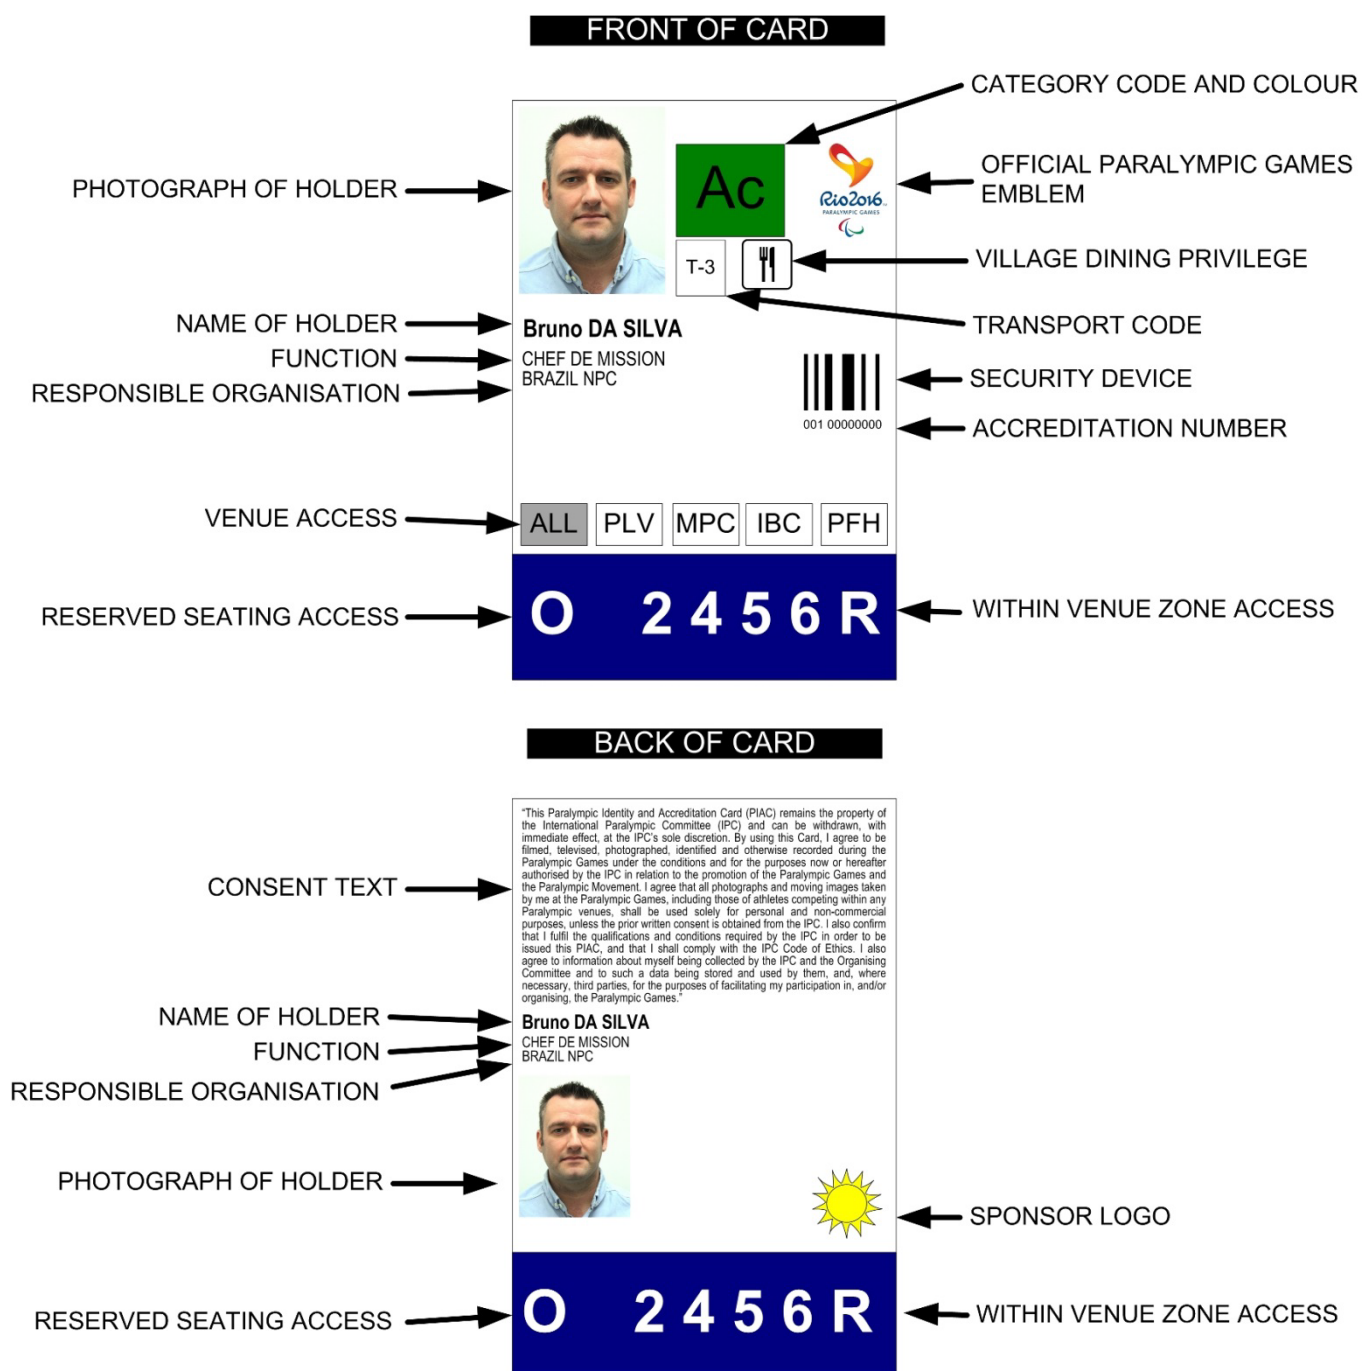 FRONT OF CARD
CATEGORY CODE AND COLOUR
PHOTOGRAPH OF HOLDER
Ac
Rio2016
PARALYMPIC GAMES
OFFICIAL PARALYMPIC GAMES
EMBLEM
T-3
VILLAGE DINING PRIVILEGE
TRANSPORT CODE
NAME OF HOLDER
Bruno DA SILVA
FUNCTION
CHEF DE MISSION
RESPONSIBLE ORGANISATION
BRAZIL NPC
SECURITY DEVICE
001 00000000
ACCREDITATION NUMBER
VENUE ACCESS
ALL PLV MPC IBC PFH
RESERVED SEATING ACCESS
O 2 4 5 6 R
WITHIN VENUE ZONE ACCESS
BACK OF CARD
"This Paralympic Identity and Accreditation Card (PIAC) remains the property of
the International Paralympic Committee (IPC) and can be withdrawn, with
immediate effect, at the IPC's sole discretion. By using this Card, I agree to be
filmed, televised, photographed, identified and otherwise recorded during the
Paralympic Games under the conditions and for the purposes now or hereafter
authorised by the IPC in relation to the promotion of the Paralympic Games and
the Paralympic Movement. I agree that all photographs and moving images taken
by me at the Paralympic Games, including those of athletes competing within any
Paralympic venues, shall be used solely for personal and non-commercial
purposes, unless the prior written consent is obtained from the IPC. I also confirm
that I fulfil the qualifications and conditions required by the IPC in order to be
issued this PIAC, and that I shall comply with the IPC Code of Ethics. I also
agree to information about myself being collected by the IPC and the Organising
Committee and to such a data being stored and used by them, and, where
necessary, third parties, for the purposes of facilitating my participation in, and/or
organising, the Paralympic Games."
CONSENT TEXT
NAME OF HOLDER
Bruno DA SILVA
FUNCTION
CHEF DE MISSION
RESPONSIBLE ORGANISATION
BRAZIL NPC
PHOTOGRAPH OF HOLDER
SPONSOR LOGO
RESERVED SEATING ACCESS
O 2 4 5 6 R
WITHIN VENUE ZONE ACCESS